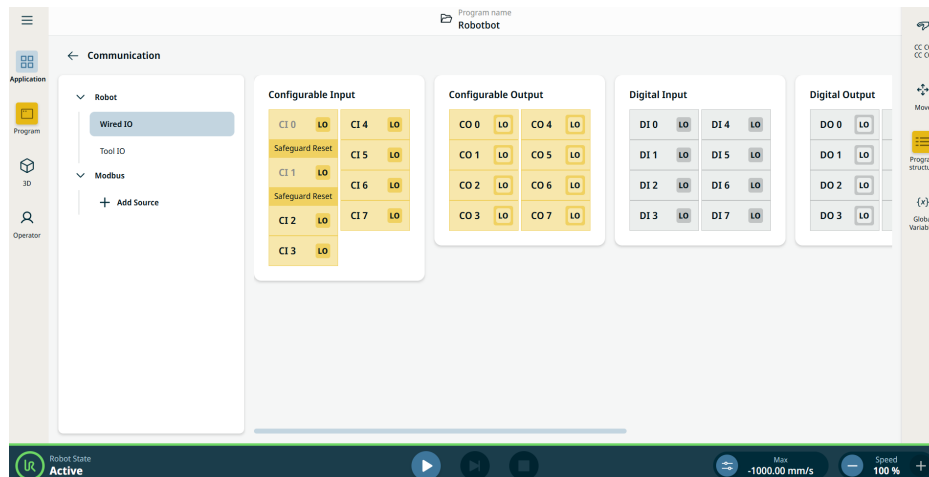 Program name
Robotbot
Communication
Application
Program
3D
Operator
Robot
Wired IO
Tool IO
Modbus
Add Source
Configurable Input
CI 0 LO CI 4 LO
Safeguard Reset
CI 5 LO
CI 1 LO
CI 6 LO
Safeguard Reset
CI 2 LO CI 7 LO
CI 3 LO
Configurable Output
CO 0 LO CO 4 LO
CO 1 LO CO 5 LO
CO 2 LO CO 6 LO
CO 3 LO CO 7 LO
Digital Input
DI 0 LO DI 4 LO
DI 1 LO DI 5 LO
DI 2 LO DI 6 LO
DI 3 LO DI 7 LO
Digital Output
DO 0 LO
DO 1 LO
DO 2 LO
DO 3 LO
CC
CC
Move
structu
{x}
Variab
UR
Robot State
Active
Max
-1000.00 mm/s
Speed
100 %